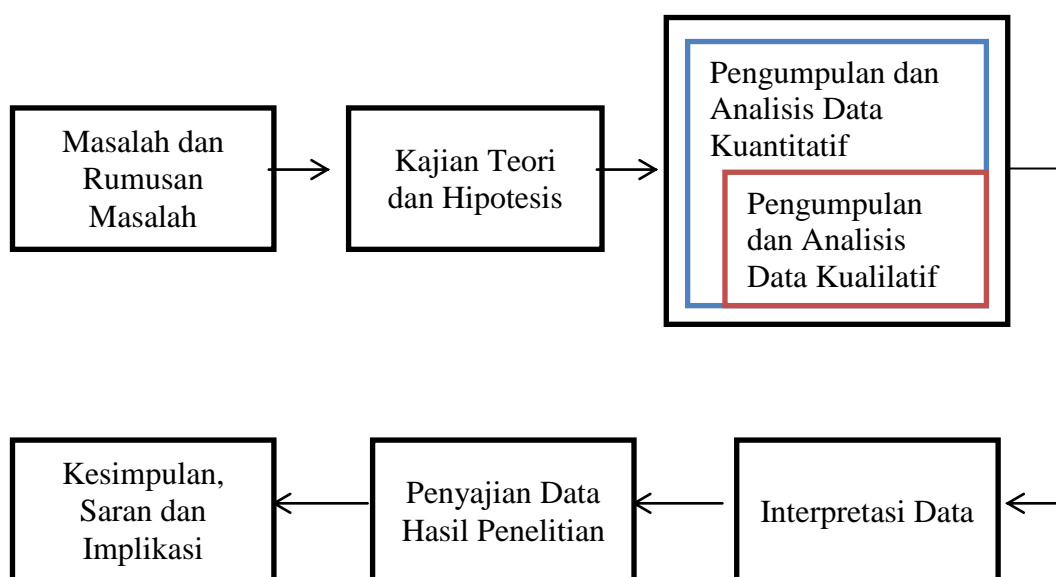 Masalah dan
Rumusan
Masalah
Kajian Teori
dan Hipotesis
Pengumpulan dan
Analisis Data
Kuantitatif
Pengumpulan
dan Analisis
Data Kualilatif
Kesimpulan,
Saran dan
Implikasi
Penyajian Data
Hasil Penelitian
Interpretasi Data